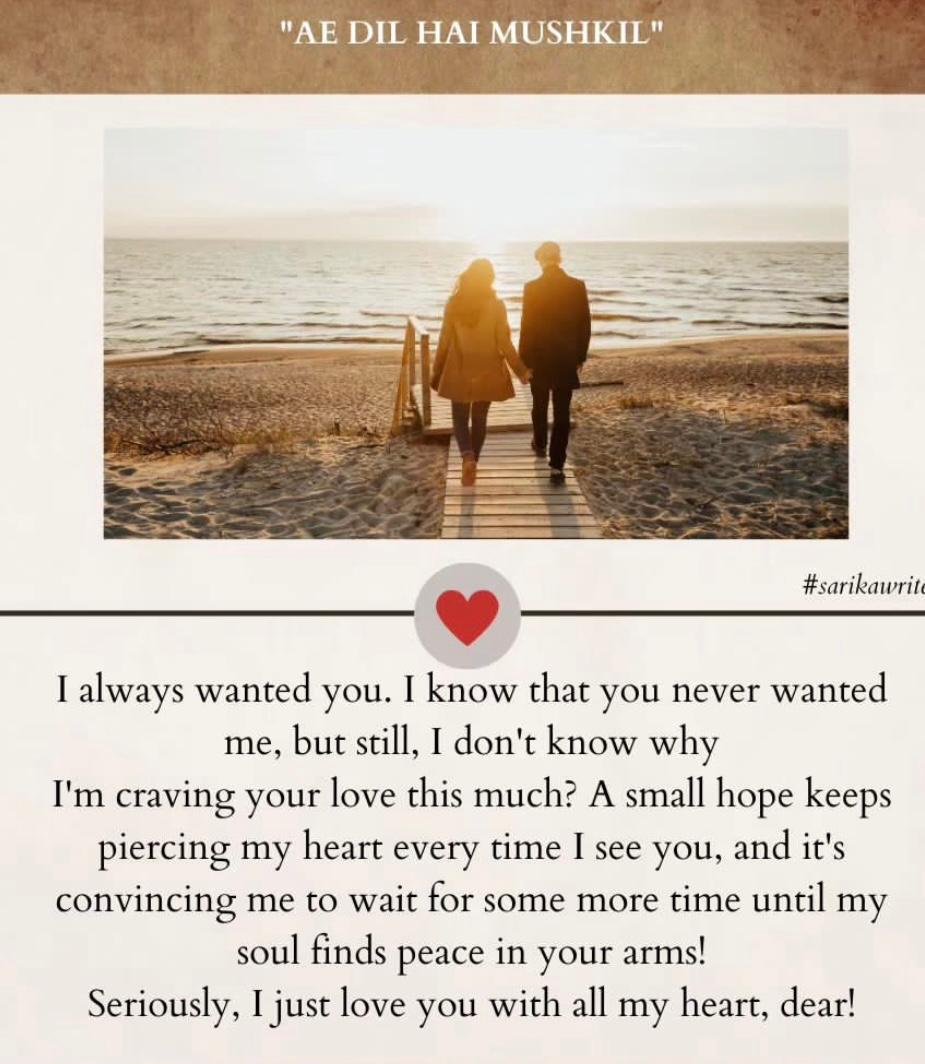 "AE DIL HAI MUSHKIL"
#sarikawrite
I always wanted you. I know that you never wanted
me, but still, I don't know why
I'm craving your love this much? A small hope keeps
piercing my heart every time I see you, and it's
convincing me to wait for some more time until my
soul finds peace in your arms!
Seriously, I just love you with all my heart, dear!